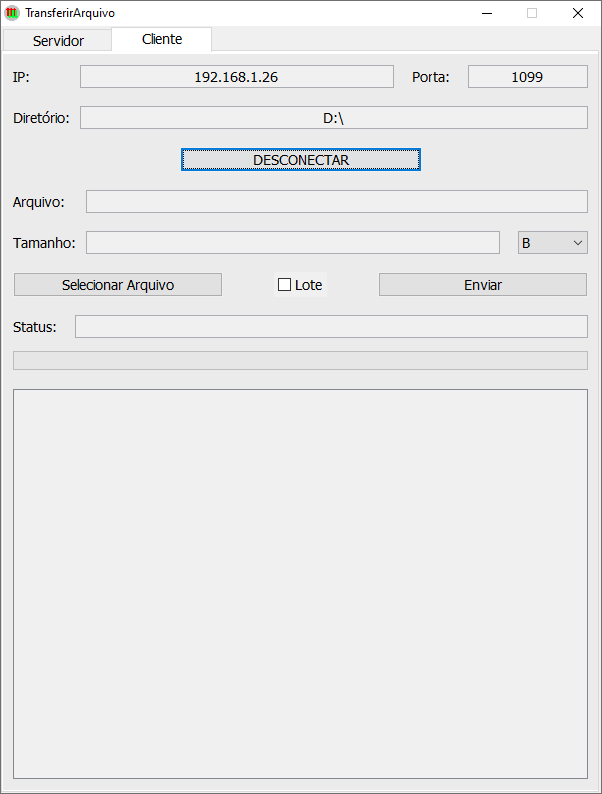 TransferirArquivo
Servidor Cliente
IP: 192.168.1.26 Porta: 1099
Diretório: D:\
DESCONECTAR
Arquivo:
Tamanho: B
Selecionar Arquivo Lote Enviar
Status: